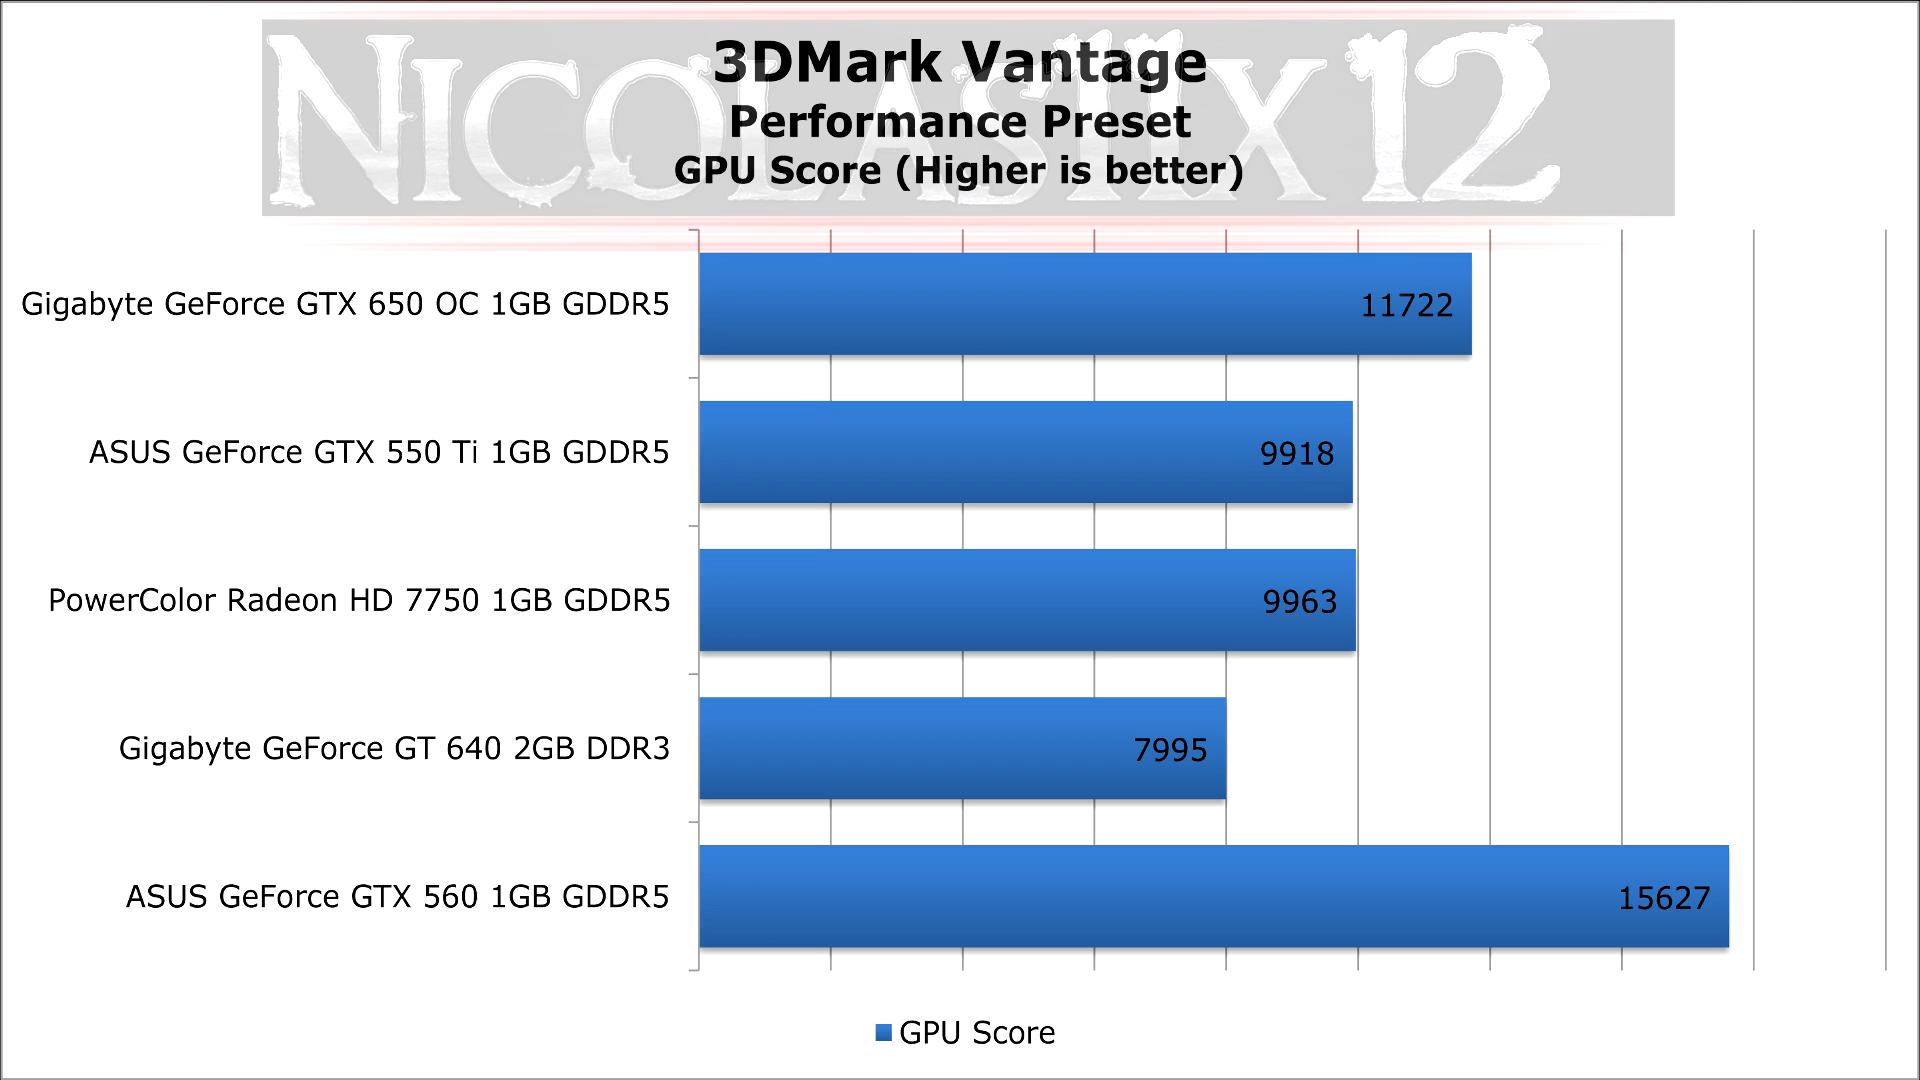 NICOLAS11X12
3DMark Vantage
Performance Preset
GPU Score (Higher is better)
Gigabyte GeForce GTX 650 OC 1GB GDDR5
11722
ASUS GeForce GTX 550 Ti 1GB GDDR5
9918
PowerColor Radeon HD 7750 1GB GDDR5
9963
Gigabyte GeForce GT 640 2GB DDR3
7995
ASUS GeForce GTX 560 1GB GDDR5
15627
GPU Score